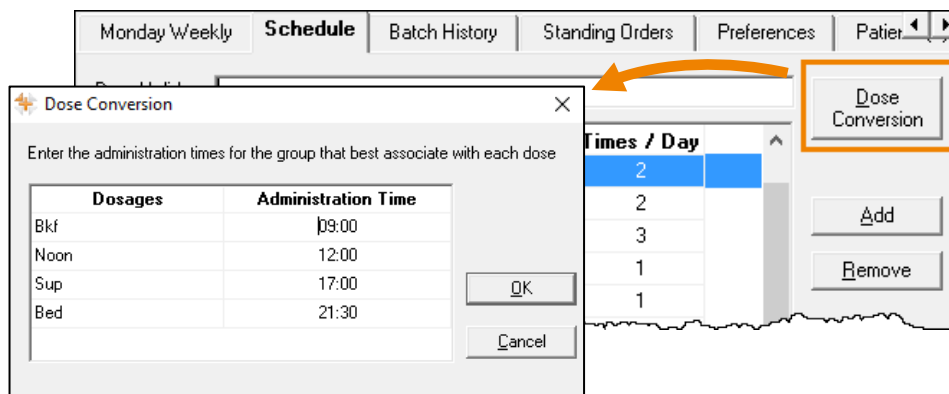 Monday Weekly Schedule Batch History Standing Orders Preferences
Dose Conversion
Dose Conversion
Enter the administration times for the group that best associate with each dose
Times / Day
2
2
3
1
1
Dosages Administration Time
Bkf 09:00
Noon 12:00
Sup 17:00
Bed 21:30
OK
Cancel
Add
Remove